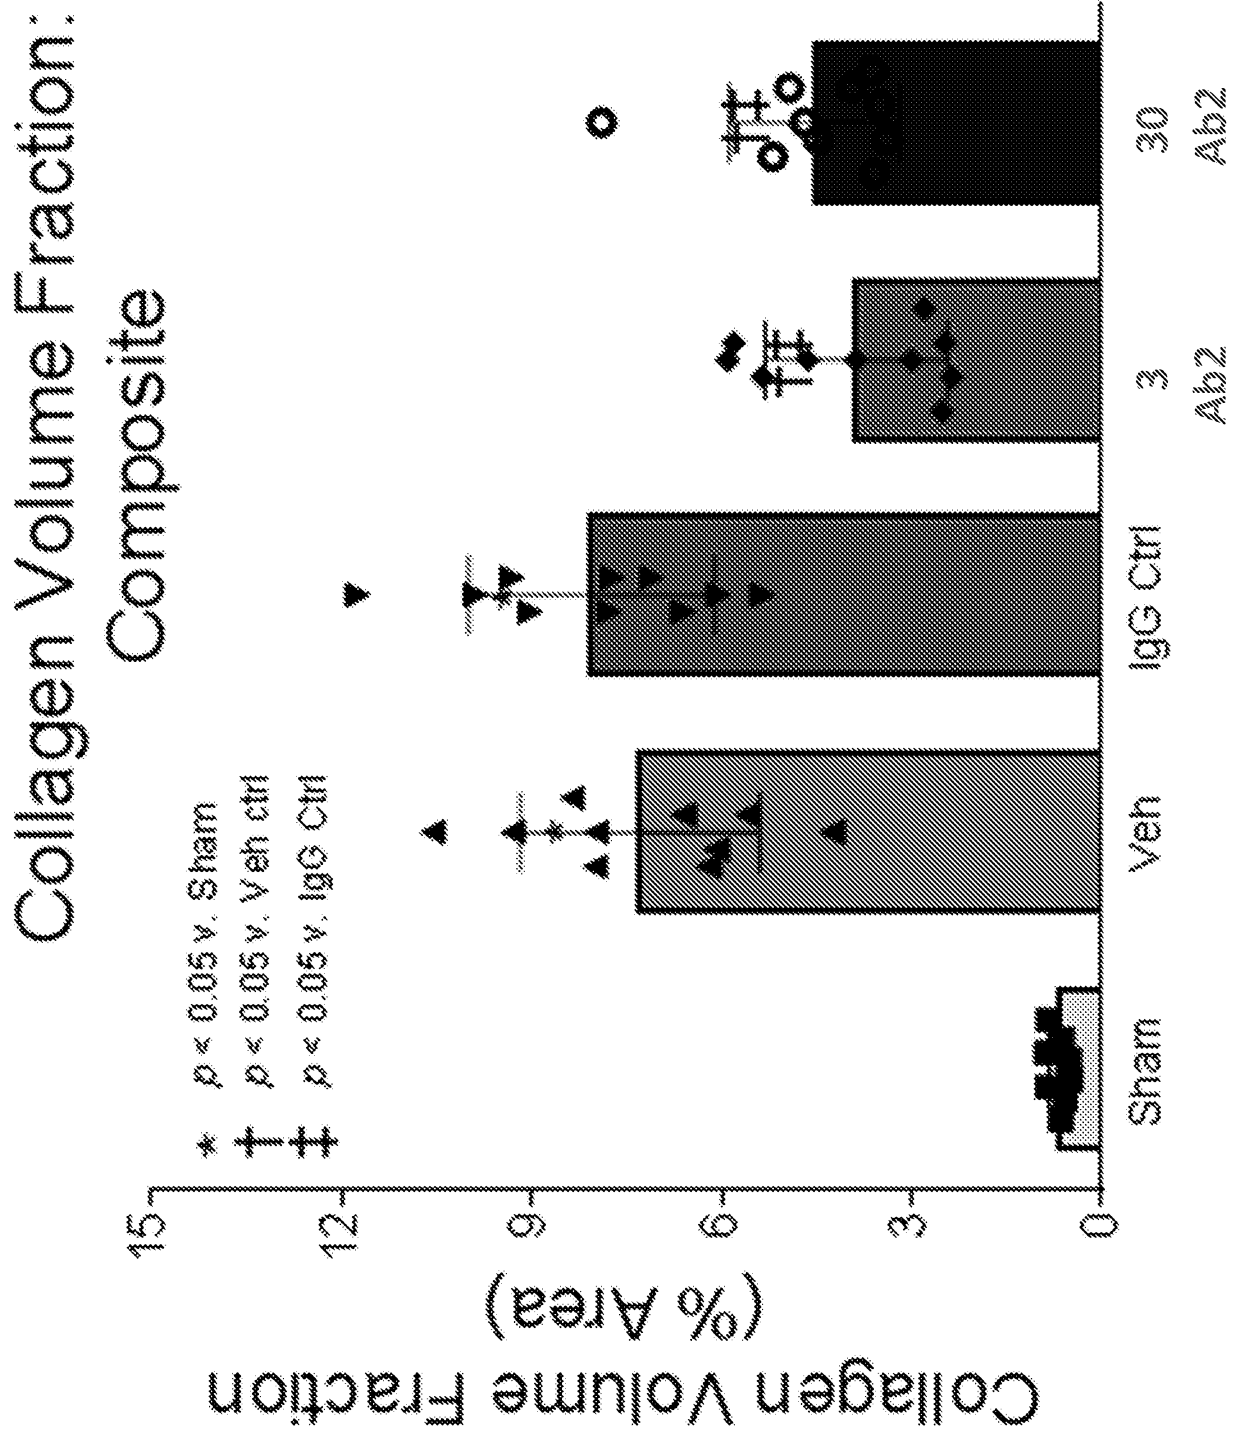 Collagen Volume Fraction:
Composite
* p < 0.05 v. Sham
† p < 0.05 v. Veh ctrl
‡ p < 0.05 v. IgG Ctrl
Collagen Volume Fraction
(% Area)
15
12
9
6
3
0
*
*
†‡
†‡
Sham
Veh
IgG Ctrl
3
Ab2
30
Ab2